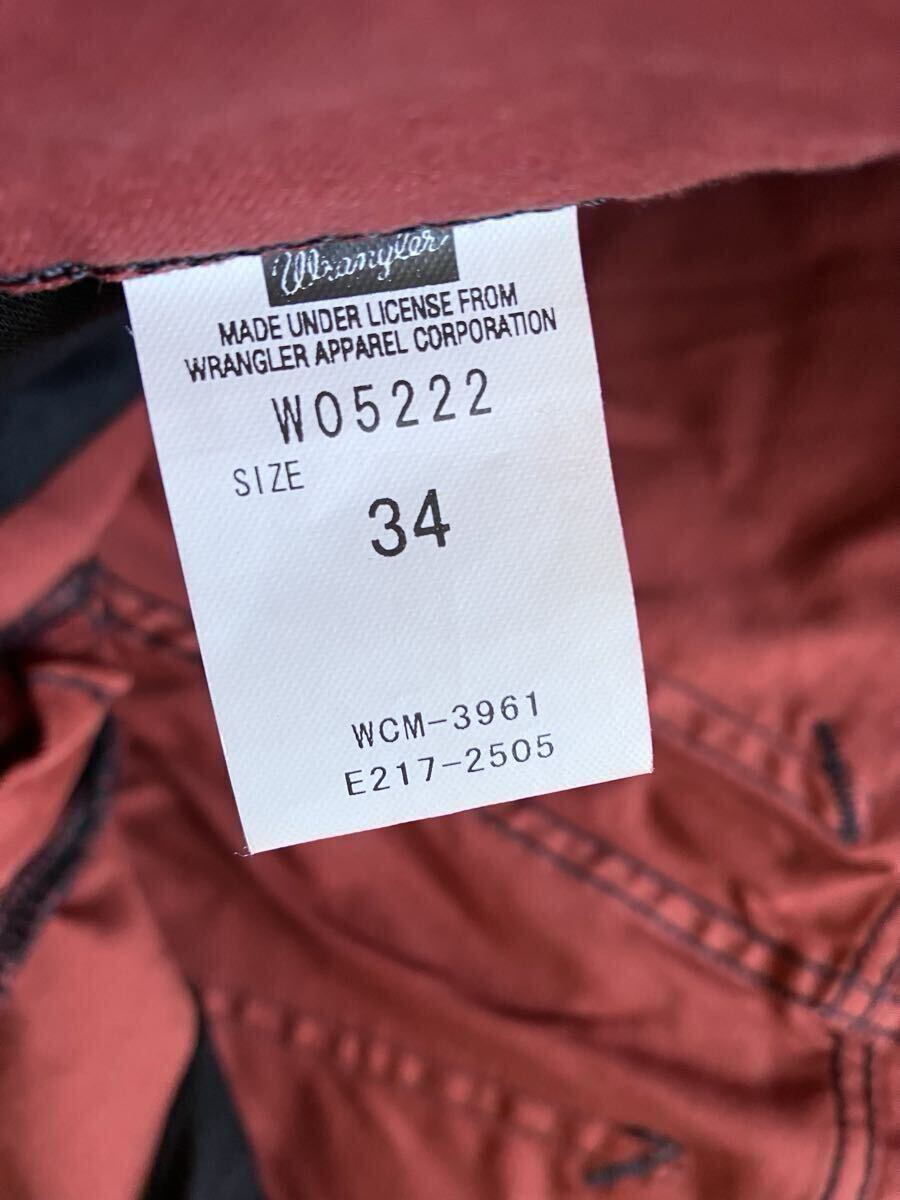 Wrangler
MADE UNDER LICENSE FROM
WRANGLER APPAREL CORPORATION
W05222
SIZE
34
WCM-3961
E217-2505